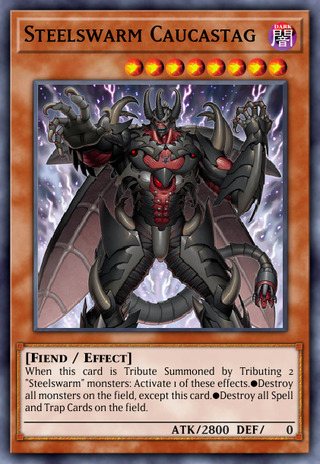 Steelswarm Caucastag
DARK
闇
[Fiend / Effect]
When this card is Tribute Summoned by Tributing 2
"Steelswarm" monsters: Activate 1 of these effects.●Destroy
all monsters on the field, except this card.●Destroy all Spell
and Trap Cards on the field.
ATK/2800 DEF/ 0